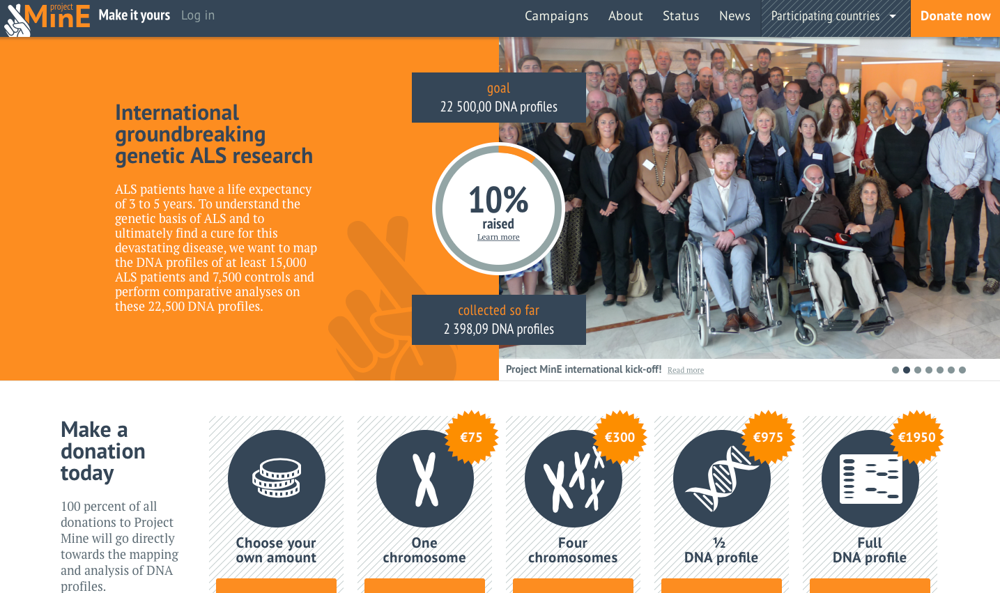 project
MinE
Make it yours
Log in
Campaigns
About
Status
News
Participating countries
Donate now
International
groundbreaking
genetic ALS research
ALS patients have a life expectancy
of 3 to 5 years. To understand the
genetic basis of ALS and to
ultimately find a cure for this
devastating disease, we want to map
the DNA profiles of at least 15,000
ALS patients and 7,500 controls and
perform comparative analyses on
these 22,500 DNA profiles.
goal
22 500,00 DNA profiles
10%
raised
Learn more
collected so far
2 398,09 DNA profiles
Project MinE international kick-off!
Read more
Make a
donation
today
100 percent of all
donations to Project
Mine will go directly
towards the mapping
and analysis of DNA
profiles.
Choose your
own amount
€75
One
chromosome
€300
Four
chromosomes
€975
½
DNA profile
€1950
Full
DNA profile